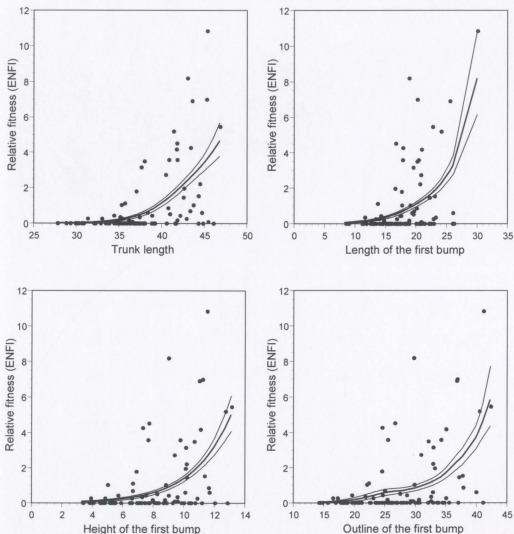 Relative fitness (ENFI)
12
10
8
6
4
2
0
25 30 35 40 45 50
Trunk length
Relative fitness (ENFI)
12
10
8
6
4
2
0
0 5 10 15 20 25 30 35
Length of the first bump
Relative fitness (ENFI)
12
10
8
6
4
2
0
0 2 4 6 8 10 12 14
Height of the first bump
Relative fitness (ENFI)
12
10
8
6
4
2
0
10 15 20 25 30 35 40 45
Outline of the first bump